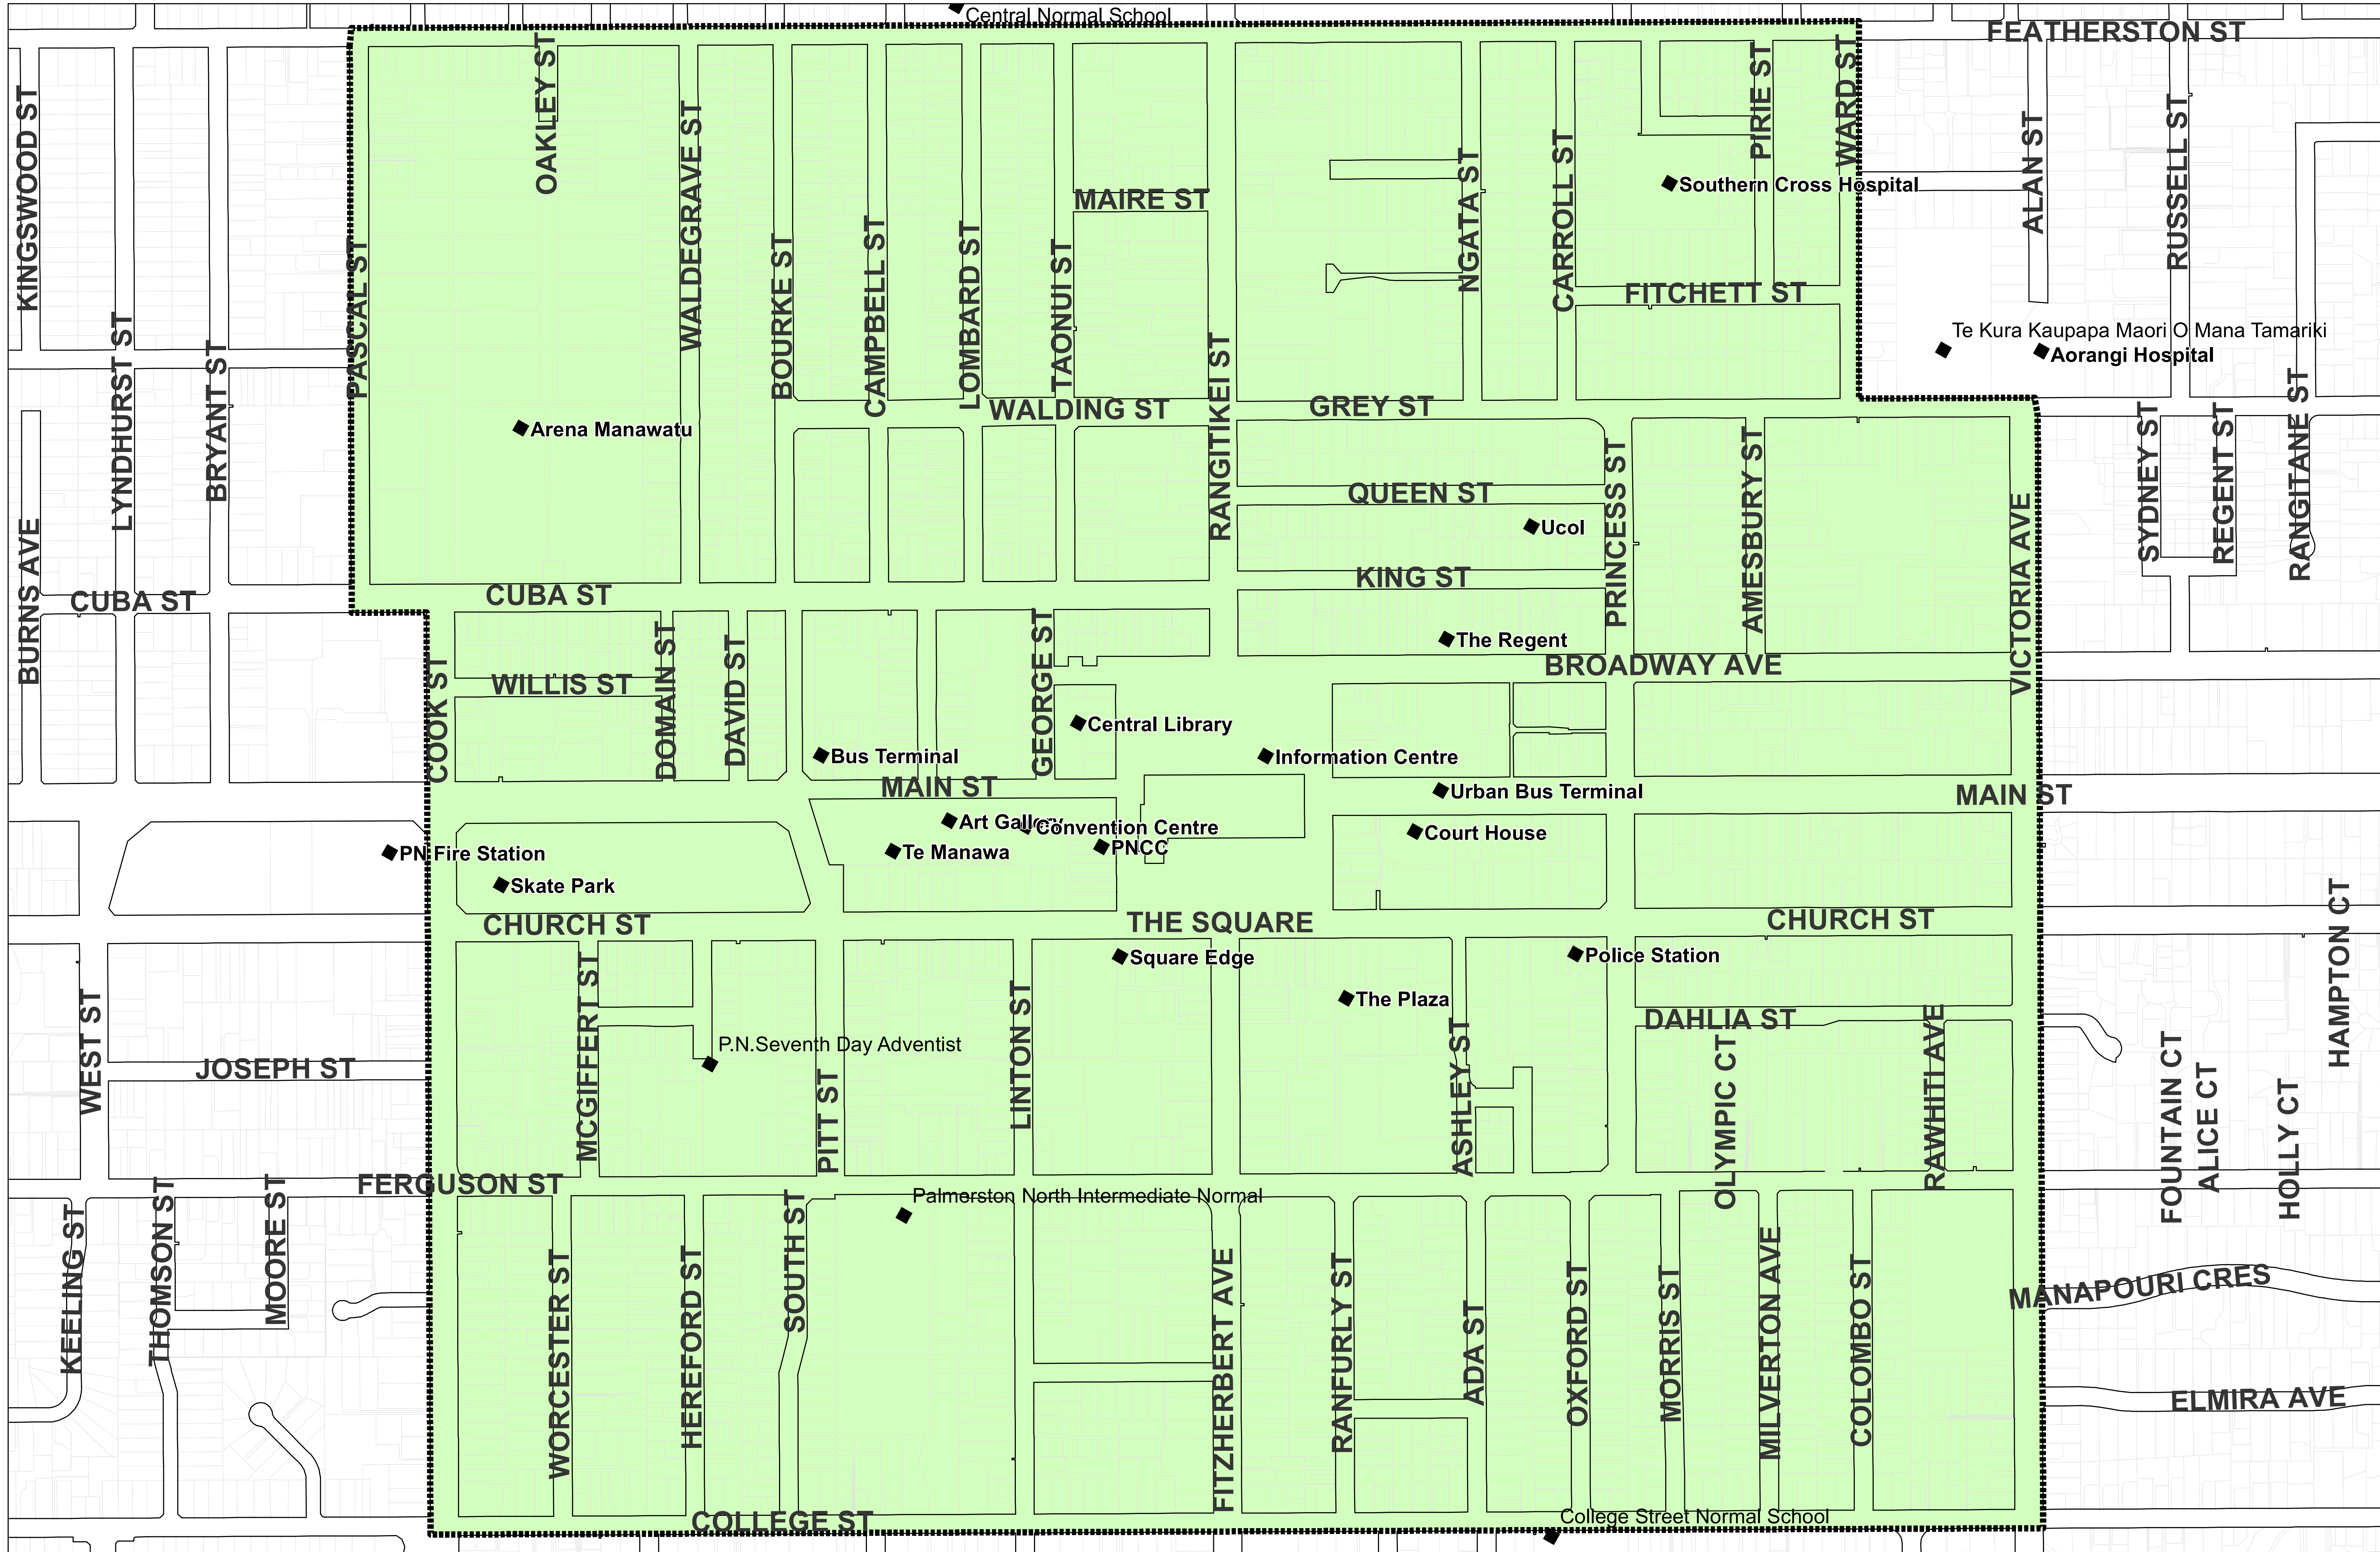 Central Normal School
FEATHERSTON ST
KINGSWOOD ST
LYNDHURST ST
BRYANT ST
PASCAL ST
OAKLEY ST
WALDEGRAVE ST
BOURKE ST
CAMPBELL ST
LOMBARD ST
TAONUI ST
MAIRE ST
RANGITIKEI ST
NGATA ST
CARROLL ST
PIRIE ST
WARD ST
Southern Cross Hospital
ALAN ST
RUSSELL ST
FITCHETT ST
Te Kura Kaupapa Maori O Mana Tamariki
Aorangi Hospital
WALDING ST
GREY ST
Arena Manawatu
QUEEN ST
Ucol
PRINCESS ST
AMESBURY ST
VICTORIA AVE
SYDNEY ST
REGENT ST
RANGITANE ST
BURNS AVE
CUBA ST
CUBA ST
KING ST
The Regent
BROADWAY AVE
COOK ST
WILLIS ST
DOMAIN ST
DAVID ST
GEORGE ST
Central Library
Bus Terminal
Information Centre
MAIN ST
Urban Bus Terminal
MAIN ST
Art Gallery
Convention Centre
Court House
PN Fire Station
Te Manawa
PNCC
Skate Park
CHURCH ST
THE SQUARE
CHURCH ST
Square Edge
Police Station
The Plaza
WEST ST
JOSEPH ST
MCGIFFERT ST
P.N.Seventh Day Adventist
PITT ST
LINTON ST
ASHLEY ST
DAHLIA ST
OLYMPIC CT
RAWHITI AVE
FOUNTAIN CT
ALICE CT
HOLLY CT
HAMPTON CT
FERGUSON ST
Palmerston North Intermediate Normal
KEELING ST
THOMSON ST
MOORE ST
WORCESTER ST
HEREFORD ST
SOUTH ST
FITZHERBERT AVE
RANFURLY ST
ADA ST
OXFORD ST
MORRIS ST
MILVERTON AVE
COLOMBO ST
MANAPOURI CRES
ELMIRA AVE
COLLEGE ST
College Street Normal School